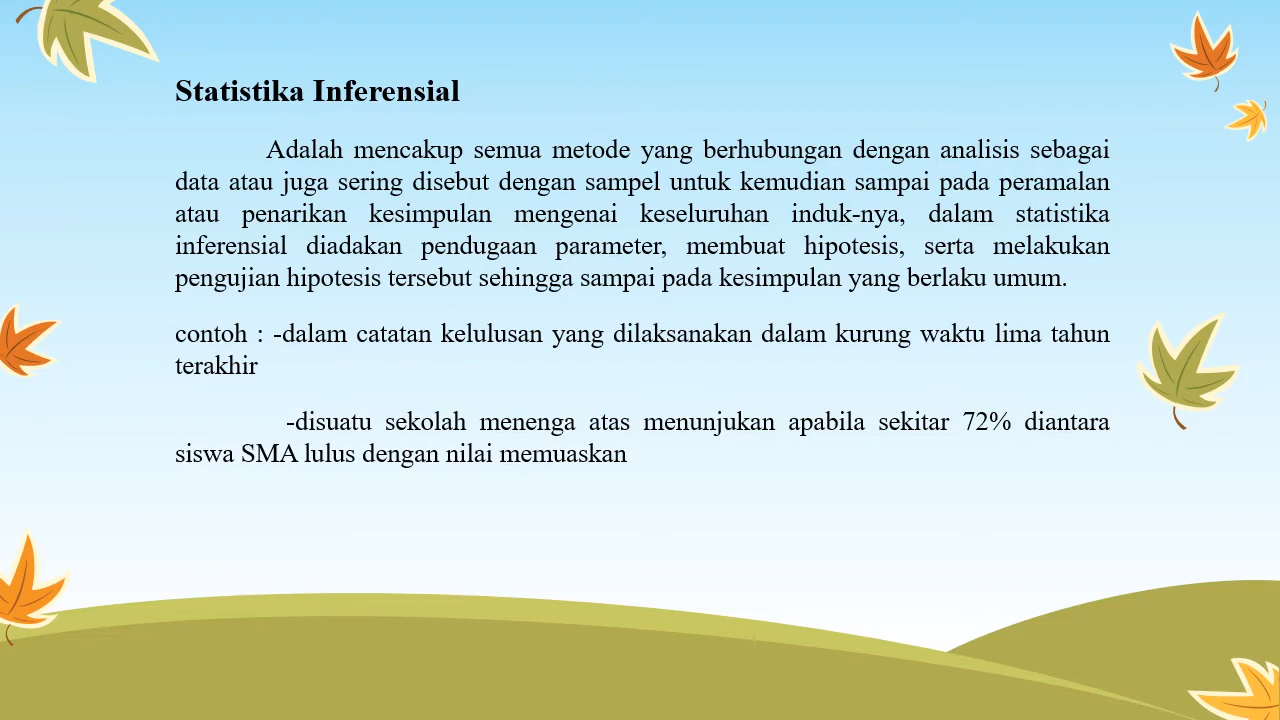 Statistika Inferensial
Adalah mencakup semua metode yang berhubungan dengan analisis sebagai
data atau juga sering disebut dengan sampel untuk kemudian sampai pada peramalan
atau penarikan kesimpulan mengenai keseluruhan induk-nya, dalam statistika
inferensial diadakan pendugaan parameter, membuat hipotesis, serta melakukan
pengujian hipotesis tersebut sehingga sampai pada kesimpulan yang berlaku umum.
contoh : -dalam catatan kelulusan yang dilaksanakan dalam kurung waktu lima tahun
terakhir
-disuatu sekolah menenga atas menunjukan apabila sekitar 72% diantara
siswa SMA lulus dengan nilai memuaskan